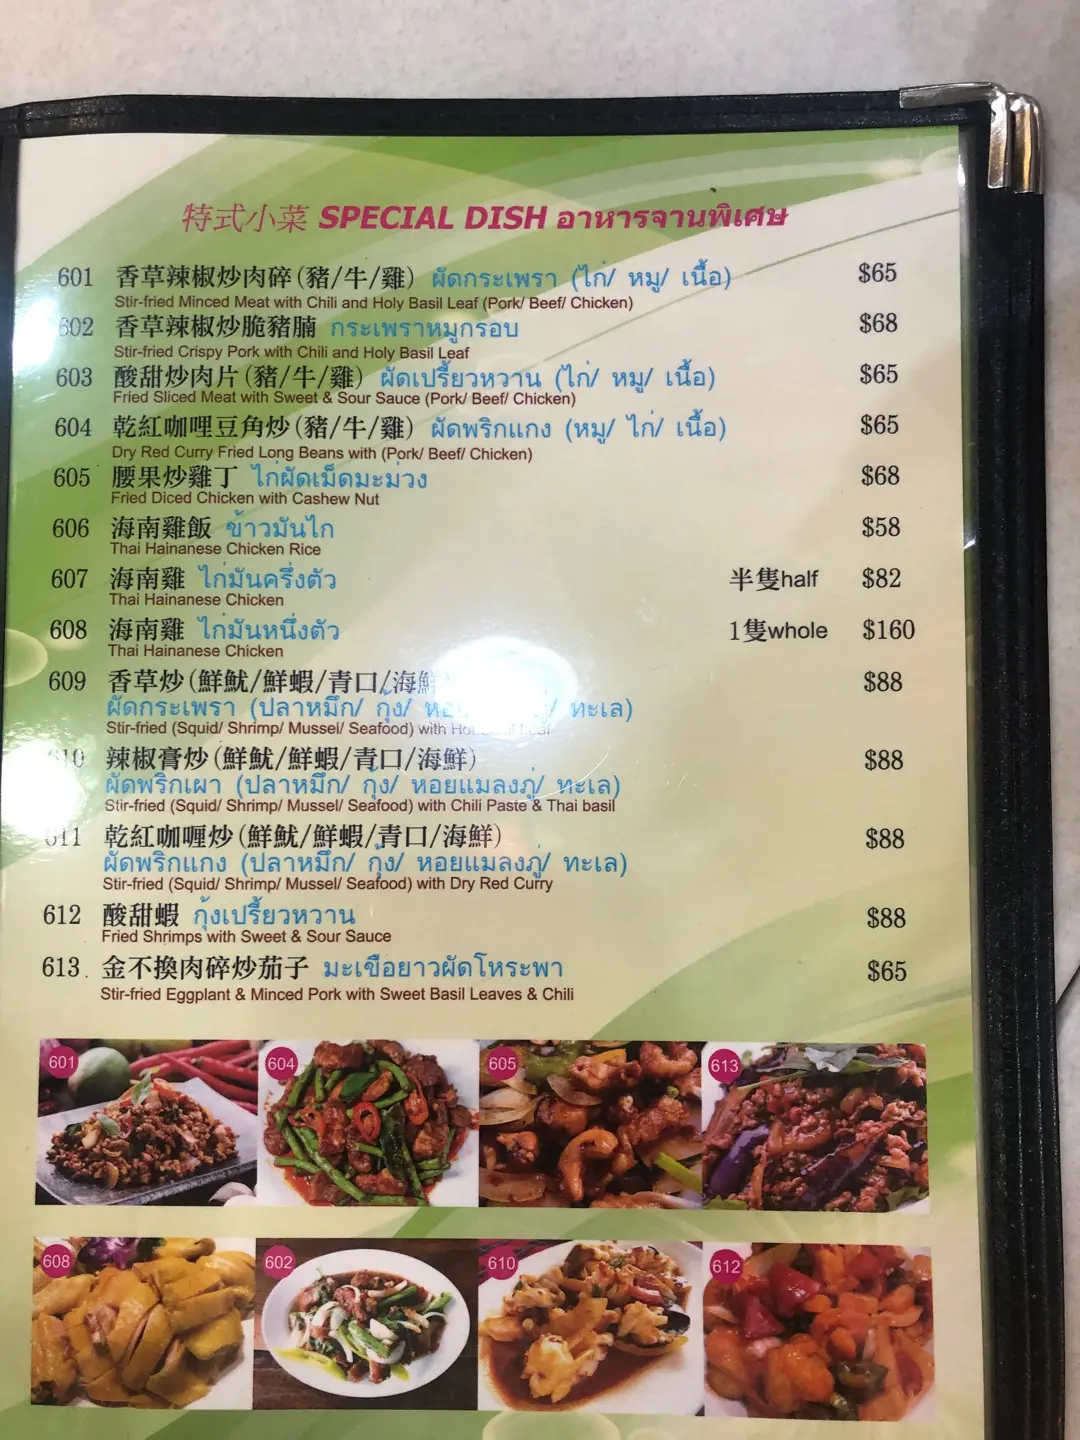 特式小菜 SPECIAL DISH อาหารจานพิเศษ
601 香草辣椒炒肉碎(豬/牛/雞) ผัดกระเพรา (ไก่/ หมู/ เนื้อ) $65
Stir-fried Minced Meat with Chili and Holy Basil Leaf (Pork/ Beef/ Chicken)
602 香草辣椒炒脆豬腩 กระเพราหมูกรอบ $68
Stir-fried Crispy Pork with Chili and Holy Basil Leaf
603 酸甜炒肉片(豬/牛/雞) ผัดเปรี้ยวหวาน (ไก่/ หมู/ เนื้อ) $65
Fried Sliced Meat with Sweet & Sour Sauce (Pork/ Beef/ Chicken)
604 乾紅咖哩豆角炒(豬/牛/雞) ผัดพริกแกง (หมู/ ไก่/ เนื้อ) $65
Dry Red Curry Fried Long Beans with (Pork/ Beef/ Chicken)
605 腰果炒雞丁 ไก่ผัดเม็ดมะม่วง $68
Fried Diced Chicken with Cashew Nut
606 海南雞飯 ข้าวมันไก่ $58
Thai Hainanese Chicken Rice
607 海南雞 ไก่มันครึ่งตัว 半隻half $82
Thai Hainanese Chicken
608 海南雞 ไก่มันหนึ่งตัว 1隻whole $160
Thai Hainanese Chicken
609 香草炒(鮮魷/鮮蝦/青口/海鮮 $88
ผัดกระเพรา (ปลาหมึก/ กุ้ง/ ทะเล)
Stir-fried (Squid/ Shrimp/ Mussel/ Seafood) with Leaf
610 辣椒膏炒(鮮魷/鮮蝦/青口/海鮮) $88
ผัดพริกเผา (ปลาหมึก/ กุ้ง/ หอยแมลงภู่/ ทะเล)
Stir-fried (Squid/ Shrimp/ Mussel/ Seafood) with Chili Paste & Thai basil
611 乾紅咖喱炒(鮮魷/鮮蝦/青口/海鮮) $88
ผัดพริกแกง (ปลาหมึก/ กุ้ง/ หอยแมลงภู่/ ทะเล)
Stir-fried (Squid/ Shrimp/ Mussel/ Seafood) with Dry Red Curry
612 酸甜蝦 กุ้งเปรี้ยวหวาน $88
Fried Shrimps with Sweet & Sour Sauce
613. 金不換肉碎炒茄子 มะเขือยาวผัดโหระพา $65
Stir-fried Eggplant & Minced Pork with Sweet Basil Leaves & Chili
601 604 605 613
608 602 610 612